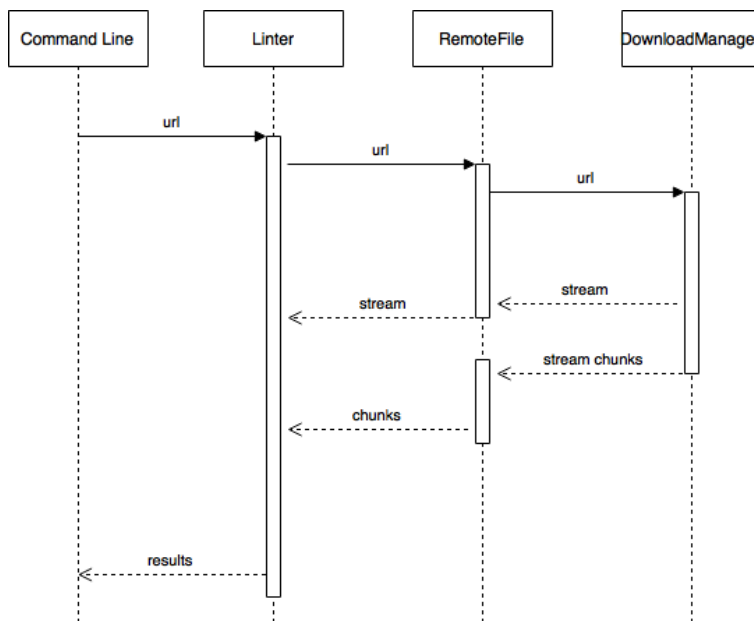 Command Line
Linter
RemoteFile
DownloadManage
url
url
url
stream
stream
stream chunks
chunks
results